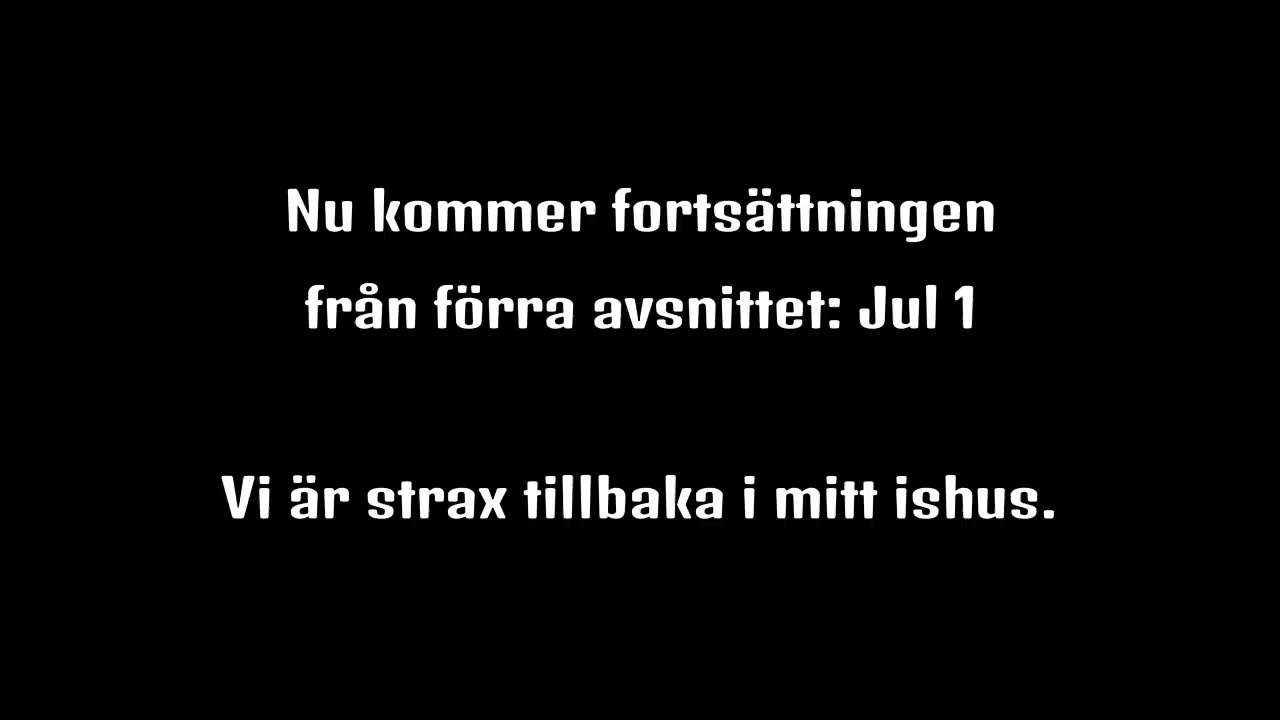 Nu kommer fortsättningen
från förra avsnittet: Jul 1
Vi är strax tillbaka i mitt ishus.